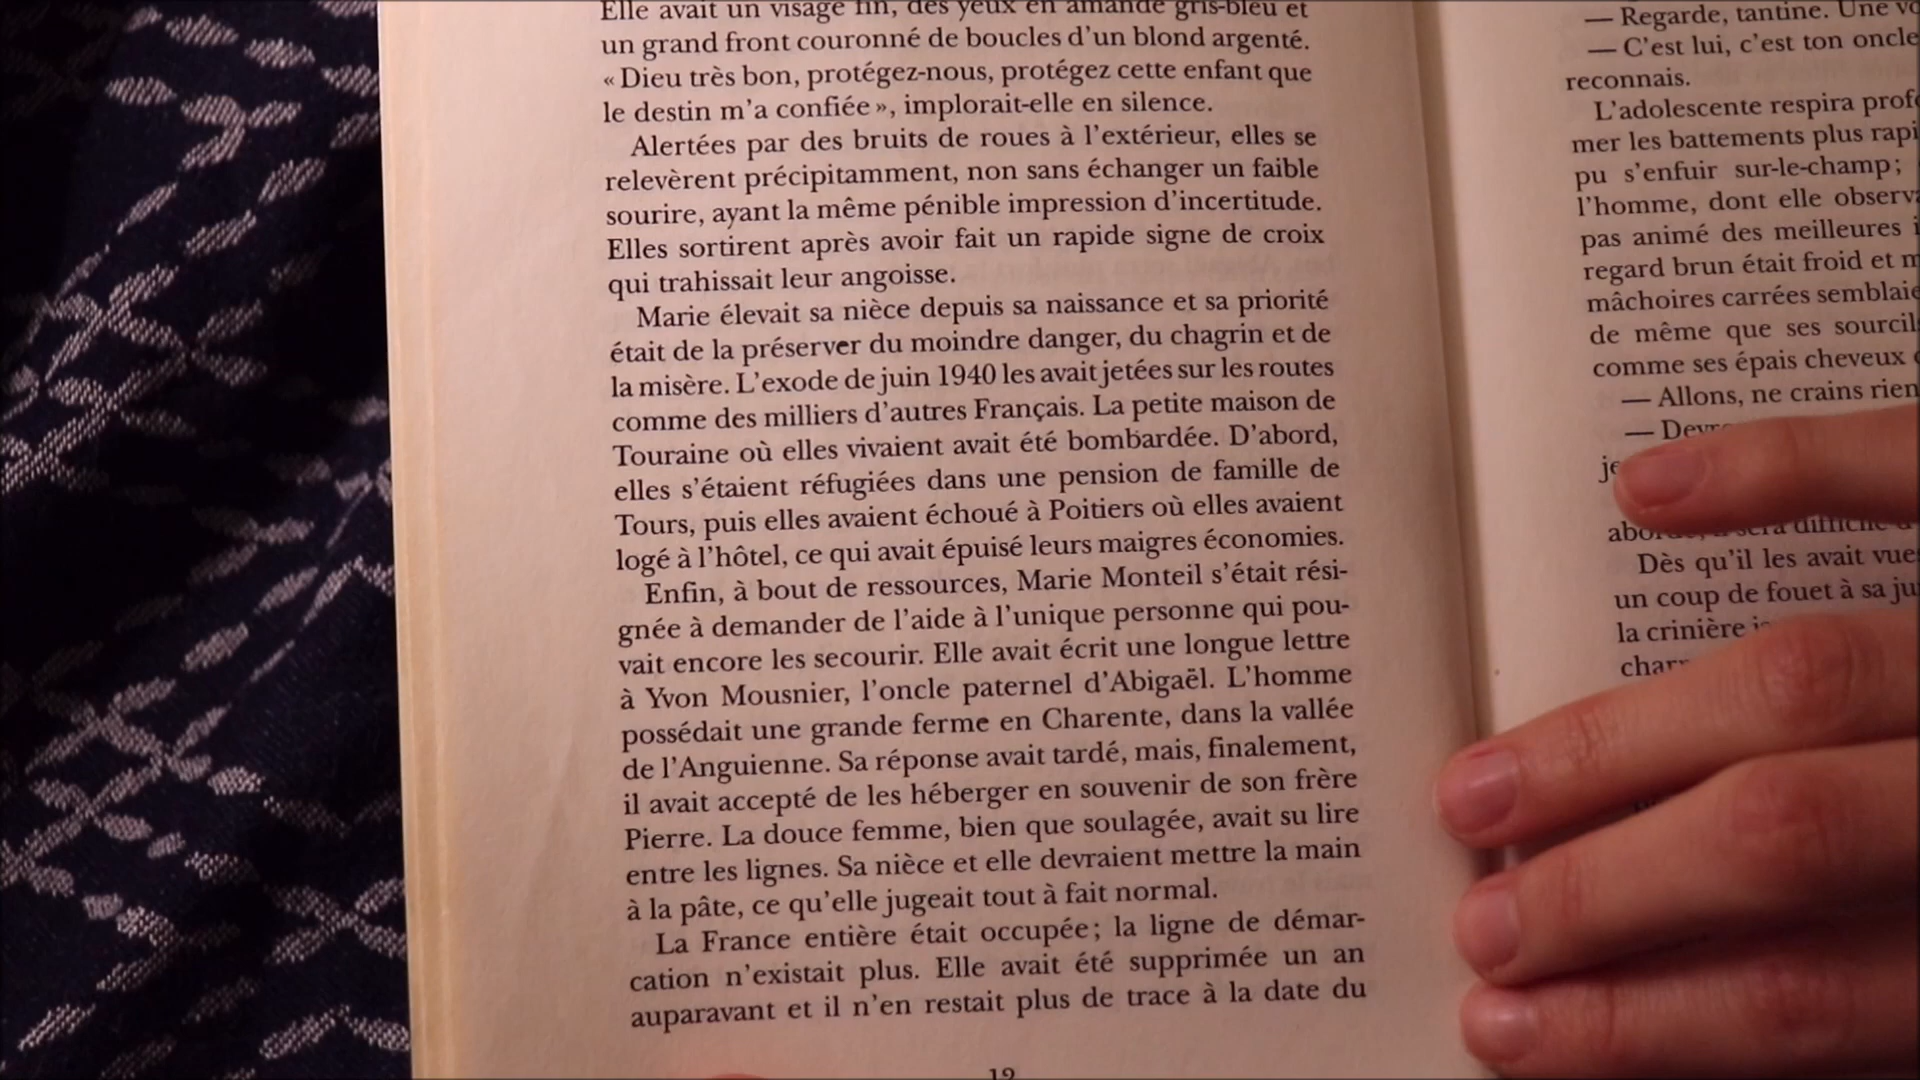 Elle avait un visage fin, des yeux en amande gris-bleu et
un grand front couronné de boucles d'un blond argenté.
« Dieu très bon, protégez-nous, protégez cette enfant que
le destin m'a confiée », implorait-elle en silence.
Alertées par des bruits de roues à l'extérieur, elles se
relevèrent précipitamment, non sans échanger un faible
sourire, ayant la même pénible impression d'incertitude.
Elles sortirent après avoir fait un rapide signe de croix
qui trahissait leur angoisse.
Marie élevait sa nièce depuis sa naissance et sa priorité
était de la préserver du moindre danger, du chagrin et de
la misère. L'exode de juin 1940 les avait jetées sur les routes
comme des milliers d'autres Français. La petite maison de
Touraine où elles vivaient avait été bombardée. D'abord,
elles s'étaient réfugiées dans une pension de famille de
Tours, puis elles avaient échoué à Poitiers où elles avaient
logé à l'hôtel, ce qui avait épuisé leurs maigres économies.
Enfin, à bout de ressources, Marie Monteil s'était rési-
gnée à demander de l'aide à l'unique personne qui pou-
vait encore les secourir. Elle avait écrit une longue lettre
à Yvon Mousnier, l'oncle paternel d'Abigaël. L'homme
possédait une grande ferme en Charente, dans la vallée
de l'Anguienne. Sa réponse avait tardé, mais, finalement,
il avait accepté de les héberger en souvenir de son frère
Pierre. La douce femme, bien que soulagée, avait su lire
entre les lignes. Sa nièce et elle devraient mettre la main
à la pâte, ce qu'elle jugeait tout à fait normal.
La France entière était occupée ; la ligne de démar-
cation n'existait plus. Elle avait été supprimée un an
auparavant et il n'en restait plus de trace à la date du
12
— Regarde, tantine. Une
— C'est lui, c'est ton oncle
reconnais.
L'adolescente respira
mer les battements plus
pu s'enfuir sur-le-champ ;
l'homme, dont elle
pas animé des meilleures
regard brun était froid et
mâchoires carrées
de même que ses
comme ses épais cheveux
— Allons, ne crains rien
—
sera difficile
Dès qu'il les avait
un coup de fouet à sa
la crinière